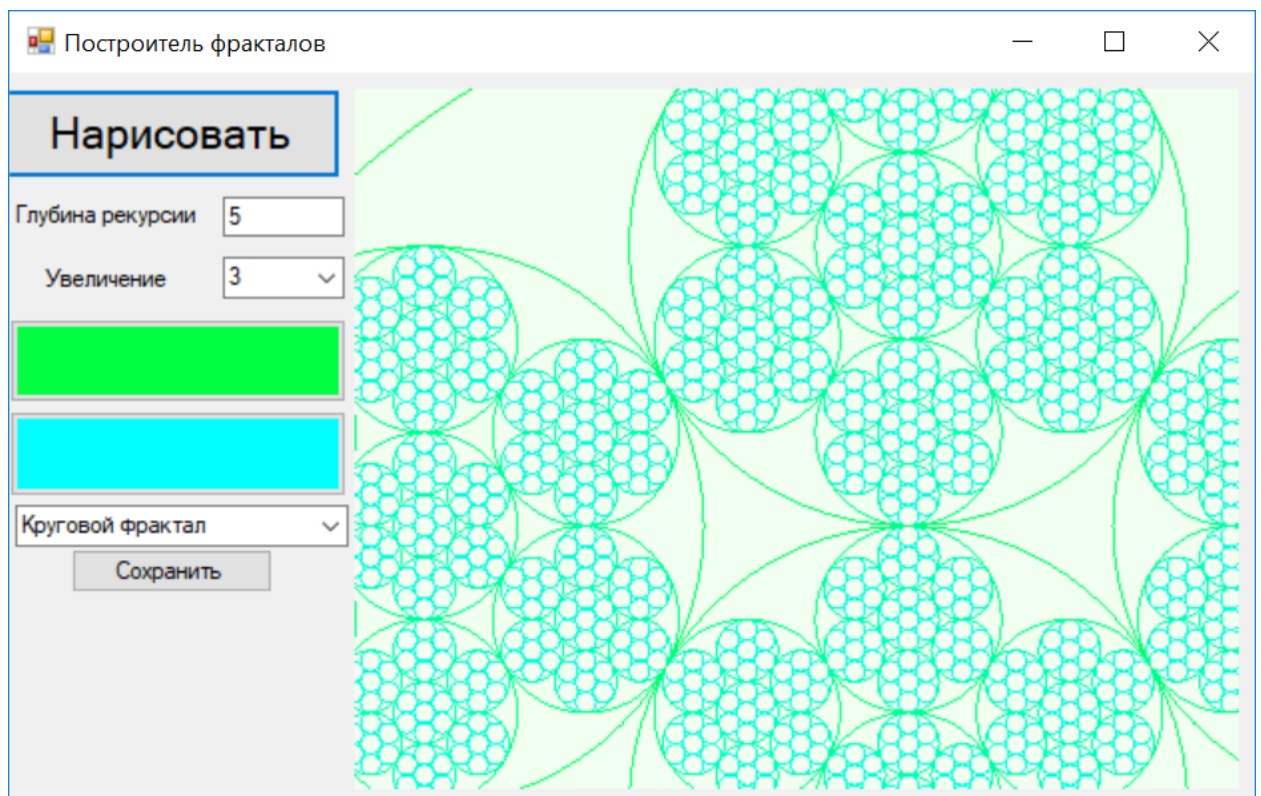 Построитель фракталов
Нарисовать
Глубина рекурсии 5
Увеличение 3
Круговой фрактал
Сохранить